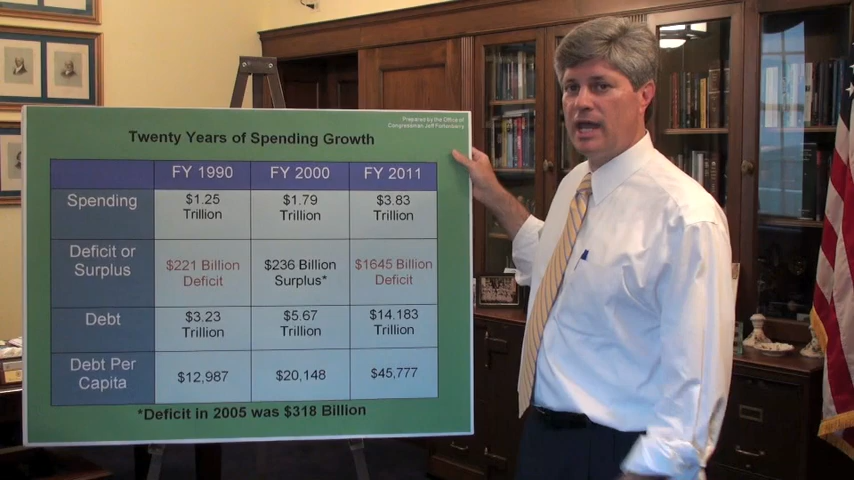 Prepared by the Office of
Congressman Jeff Fortenberry
Twenty Years of Spending Growth
FY 1990 FY 2000 FY 2011
Spending $1.25 Trillion $1.79 Trillion $3.83 Trillion
Deficit or Surplus $221 Billion Deficit $236 Billion Surplus* $1645 Billion Deficit
Debt $3.23 Trillion $5.67 Trillion $14.183 Trillion
Debt Per Capita $12,987 $20,148 $45,777
*Deficit in 2005 was $318 Billion